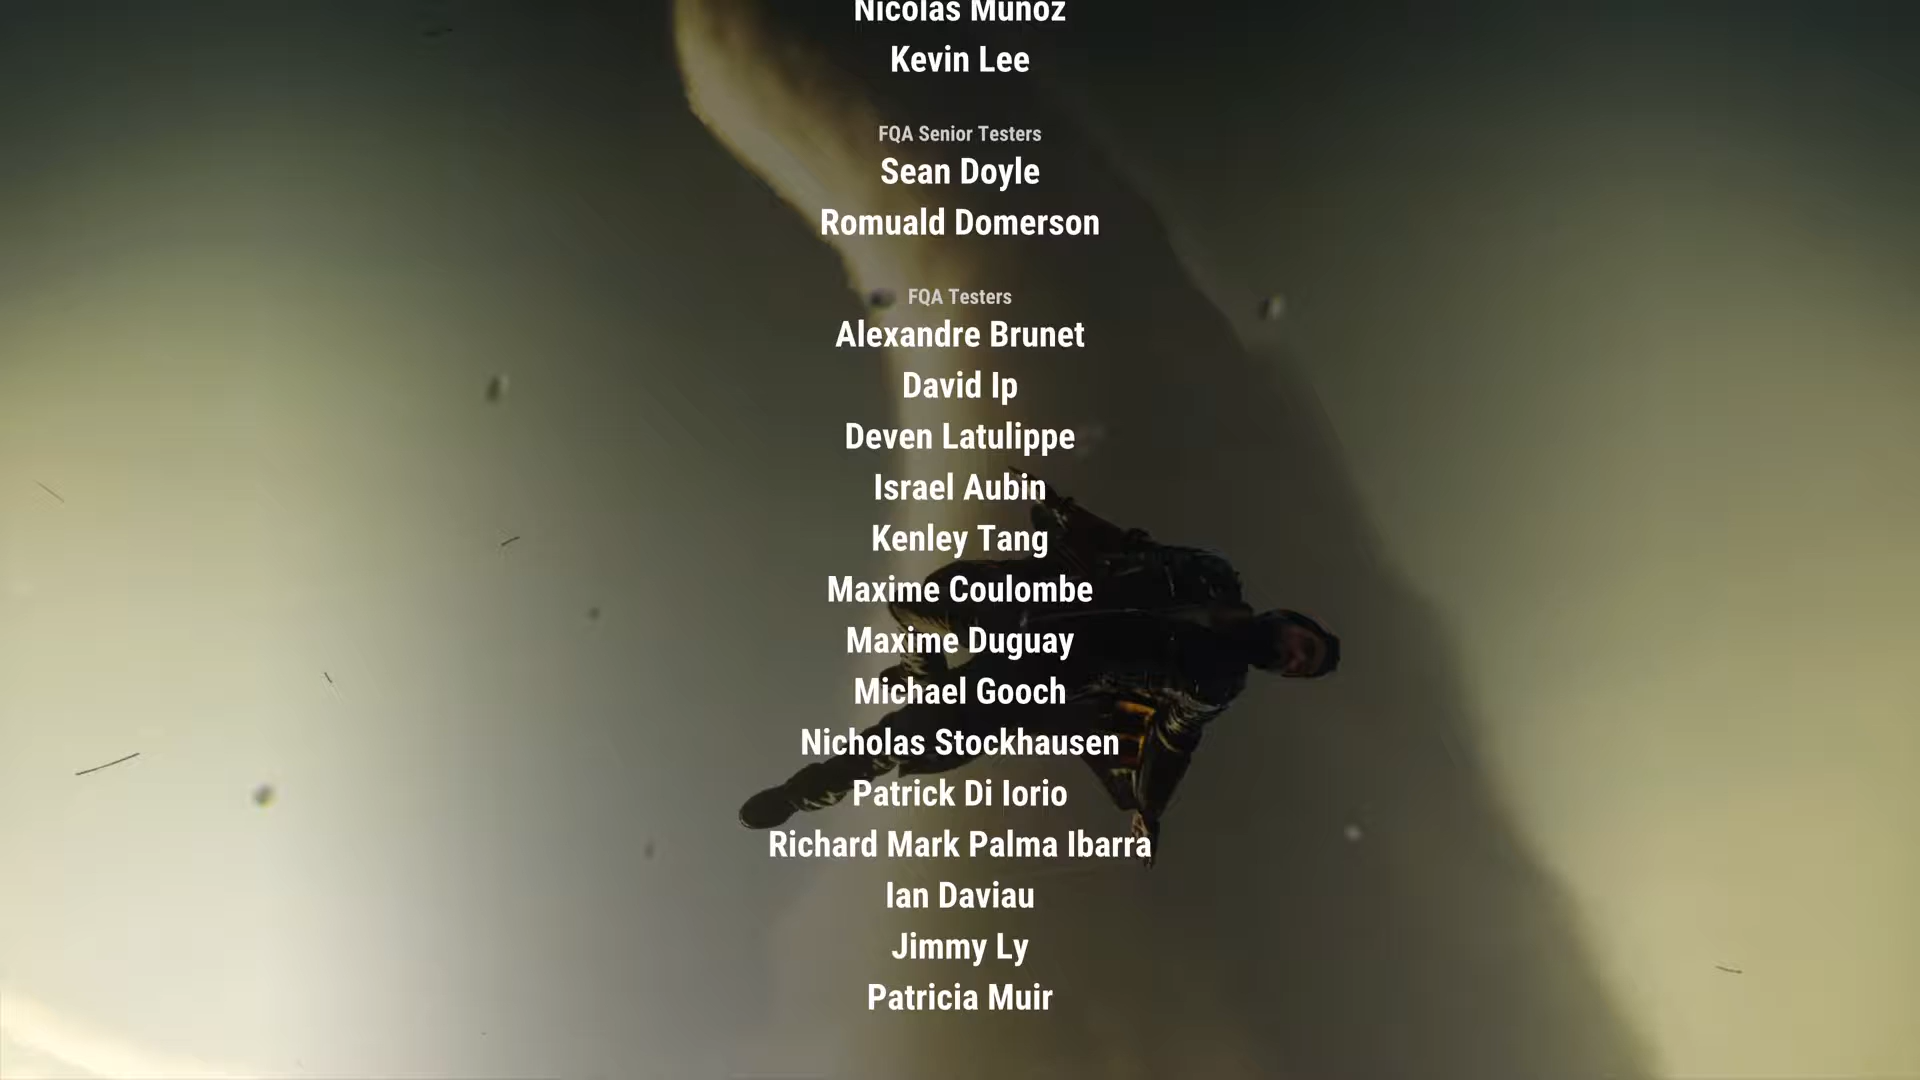 Nicolas Munoz
Kevin Lee
FQA Senior Testers
Sean Doyle
Romuald Domerson
FQA Testers
Alexandre Brunet
David Ip
Deven Latulippe
Israel Aubin
Kenley Tang
Maxime Coulombe
Maxime Duguay
Michael Gooch
Nicholas Stockhausen
Patrick Di Iorio
Richard Mark Palma Ibarra
Ian Daviau
Jimmy Ly
Patricia Muir